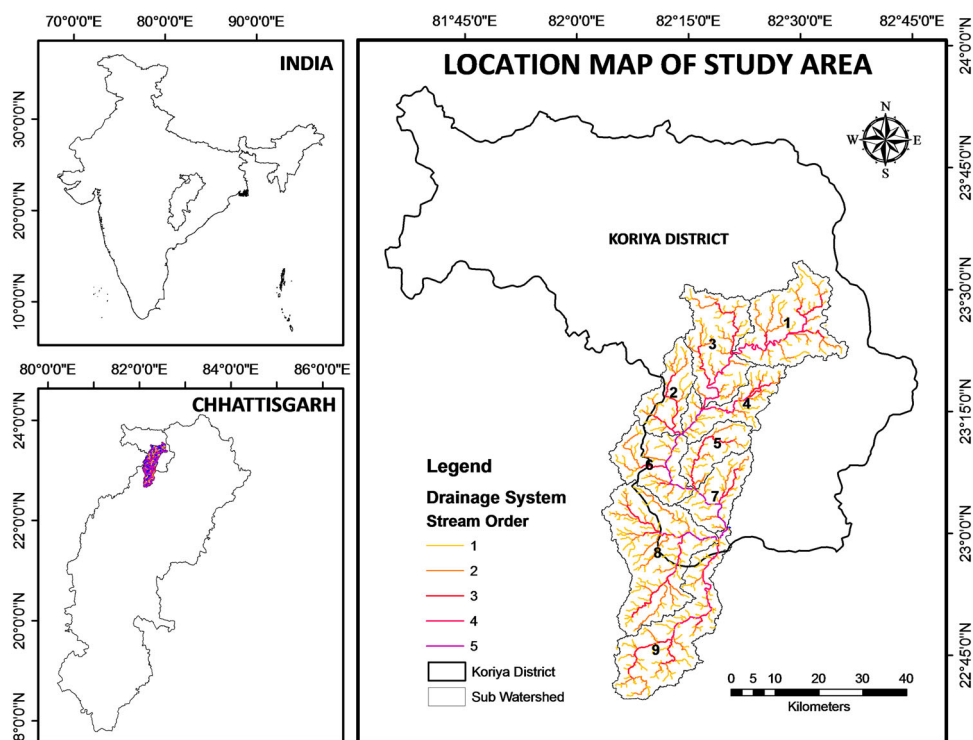 70°0'0"E 80°0'0"E 90°0'0"E
INDIA
30°0'0"N
20°0'0"N
10°0'0"N
80°0'0"E 82°0'0"E 84°0'0"E 86°0'0"E
CHHATTISGARH
24°0'0"N
22°0'0"N
20°0'0"N
18°0'0"N
81°45'0"E 82°0'0"E 82°15'0"E 82°30'0"E 82°45'0"E
LOCATION MAP OF STUDY AREA
N
W E
S
KORIYA DISTRICT
1
3
2
4
5
6
7
8
9
24°0'0"N
23°45'0"N
23°30'0"N
23°15'0"N
23°0'0"N
22°45'0"N
Legend
Drainage System
Stream Order
1
2
3
4
5
Koriya District
Sub Watershed
0 5 10 20 30 40
Kilometers